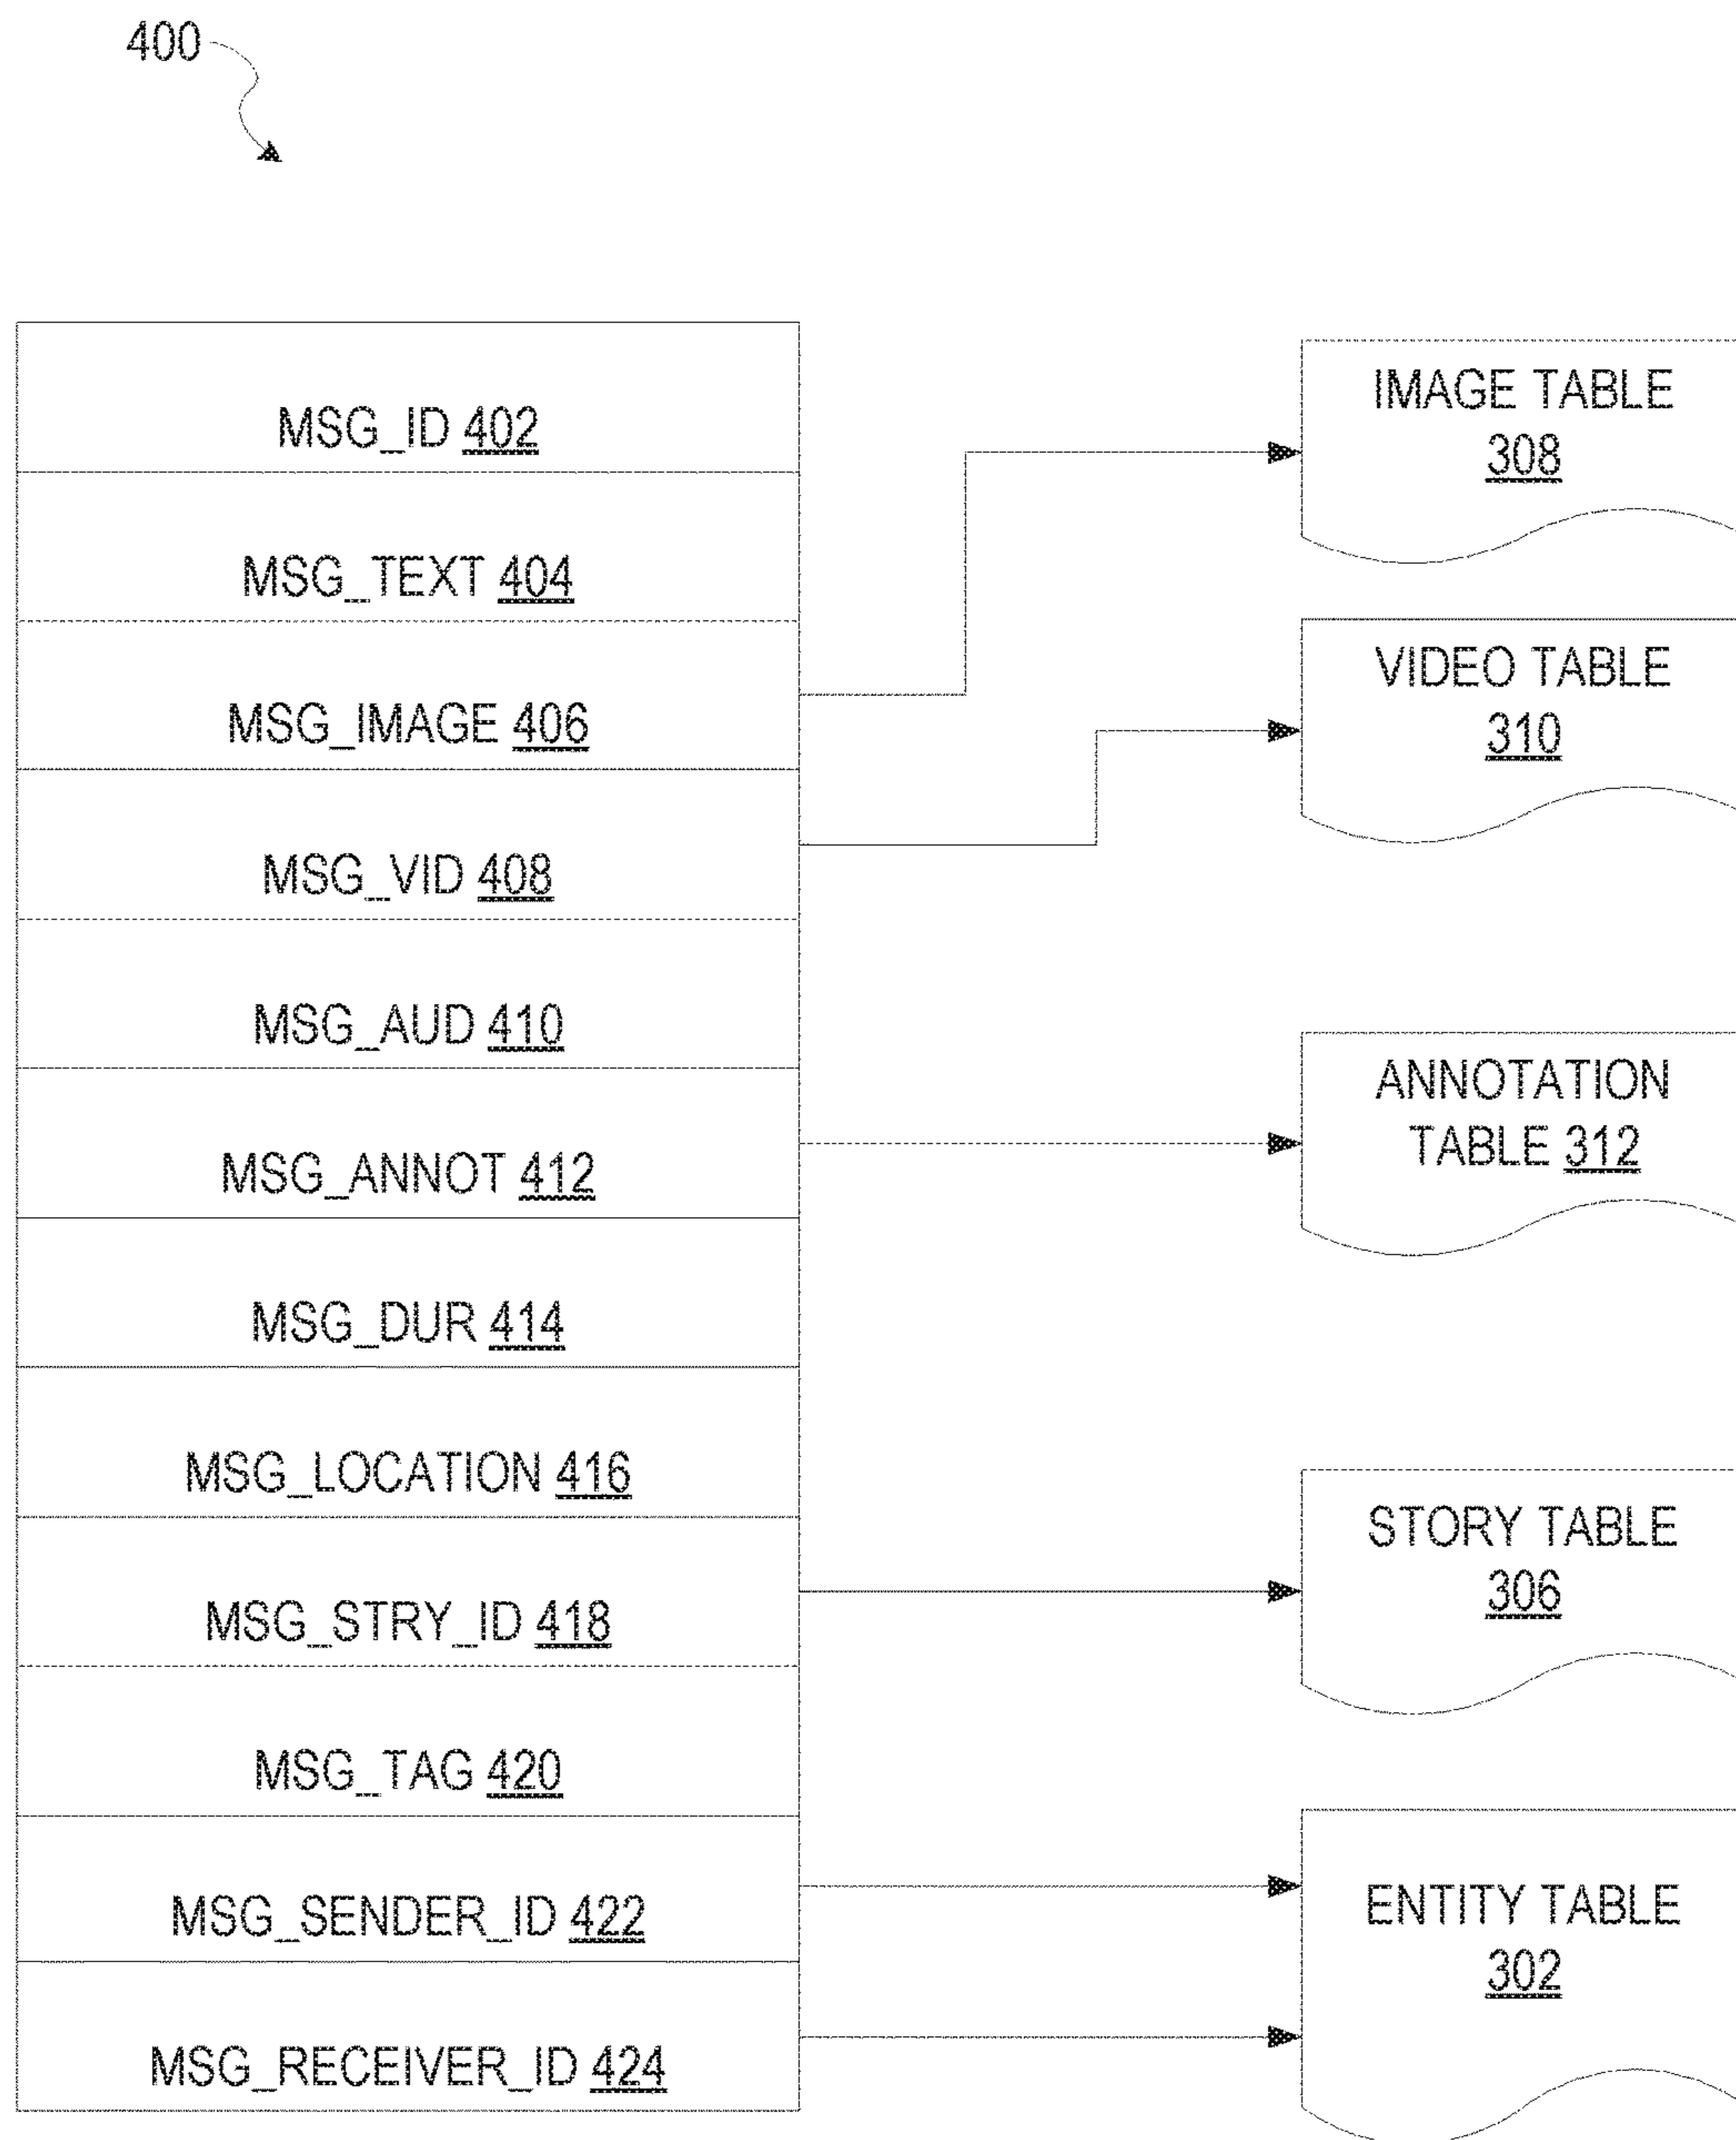 400
MSG_ID 402
MSG_TEXT 404
MSG_IMAGE 406
MSG_VID 408
MSG_AUD 410
MSG_ANNOT 412
MSG_DUR 414
MSG_LOCATION 416
MSG_STRY_ID 418
MSG_TAG 420
MSG_SENDER_ID 422
MSG_RECEIVER_ID 424
IMAGE TABLE
308
VIDEO TABLE
310
ANNOTATION
TABLE 312
STORY TABLE
306
ENTITY TABLE
302